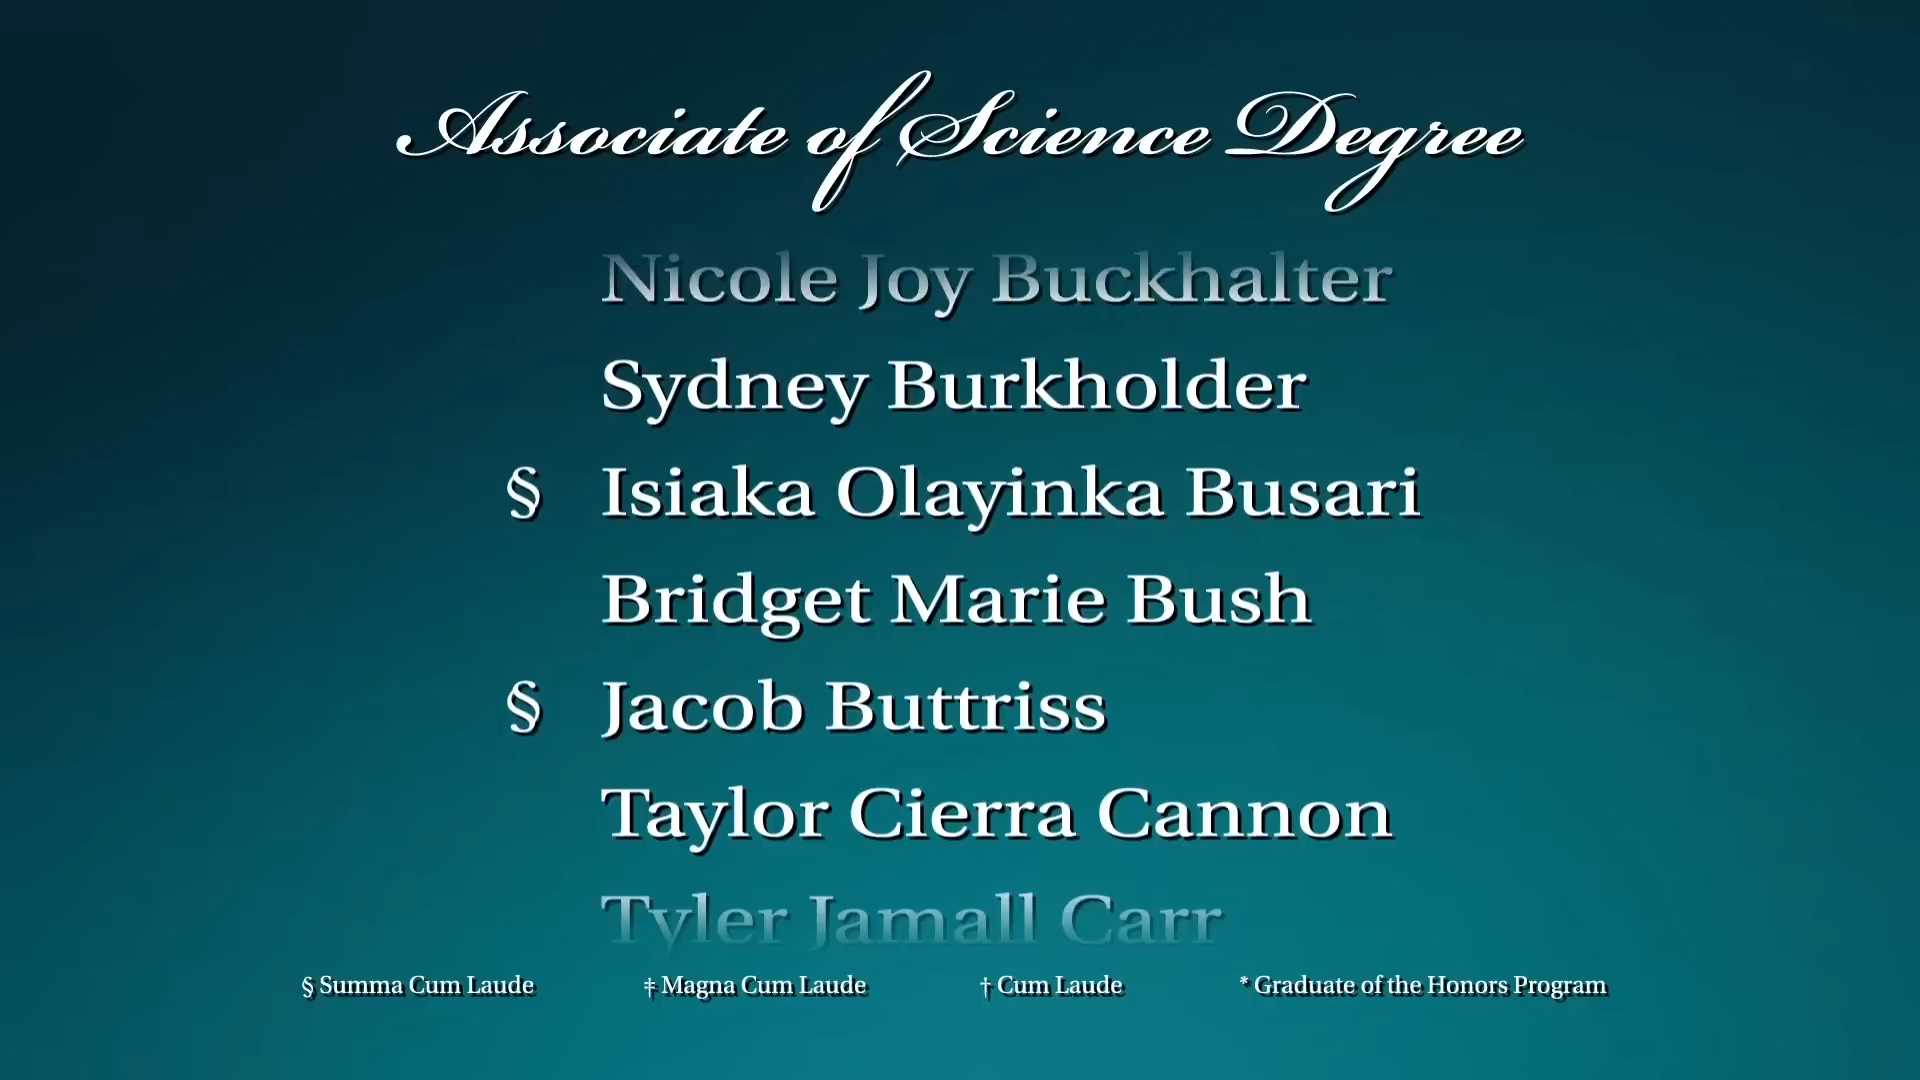 Associate of Science Degree
Nicole Joy Buckhalter
Sydney Burkholder
§ Isiaka Olayinka Busari
Bridget Marie Bush
§ Jacob Buttriss
Taylor Cierra Cannon
Tyler Jamall Carr
§ Summa Cum Laude ‡ Magna Cum Laude † Cum Laude * Graduate of the Honors Program